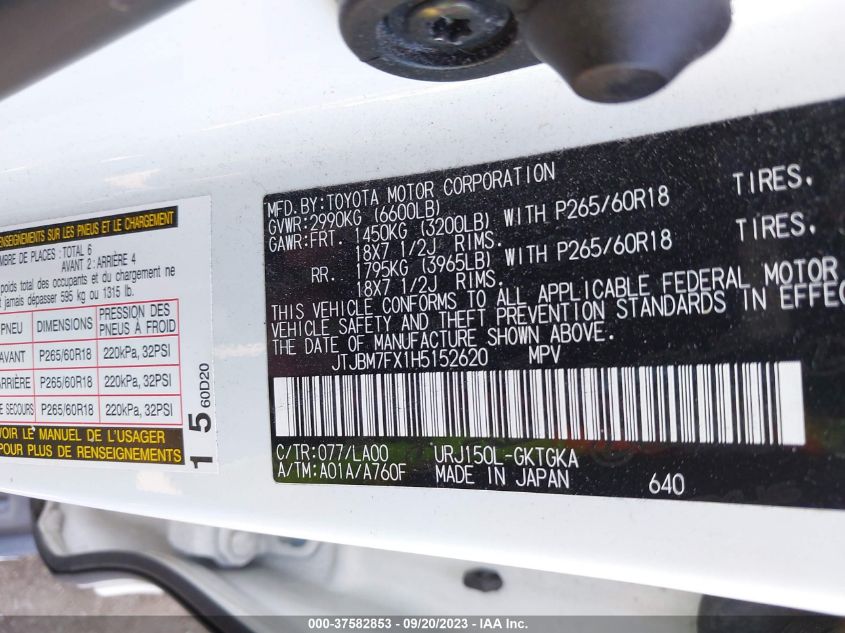 RENSEIGNEMENTS SUR LES PNEUS ET LE CHARGEMENT
MBRE DE PLACES : TOTAL 6
AVANT 2 : ARRIÈRE 4
poids total des occupants et du chargement ne
t jamais dépasser 595 kg ou 1315 lb.
PNEU DIMENSIONS PRESSION DES PNEUS À FROID
AVANT P265/60R18 220kPa, 32PSI
ARRIÈRE P265/60R18 220kPa, 32PSI
DE SECOURS P265/60R18 220kPa, 32PSI
VOIR LE MANUEL DE L'USAGER
POUR PLUS DE RENSEIGNEMENTS
1 5 60D20
MFD.BY:TOYOTA MOTOR CORPORATION
GVWR:2990KG (6600LB)
GAWR:FRT. 1450KG (3200LB) WITH P265/60R18 TIRES.
18X7 1/2J RIMS.
RR. 1795KG (3965LB) WITH P265/60R18 TIRES.
18X7 1/2J RIMS.
THIS VEHICLE CONFORMS TO ALL APPLICABLE FEDERAL MOTOR
VEHICLE SAFETY AND THEFT PREVENTION STANDARDS IN EFFEC
THE DATE OF MANUFACTURE SHOWN ABOVE.
JTJBM7FX1H5152620 MPV
C/TR:077/LA00 URJ150L-GKTGKA
A/TM:A01A/A760F MADE IN JAPAN 640
000-37582853 - 09/20/2023 - IAA Inc.